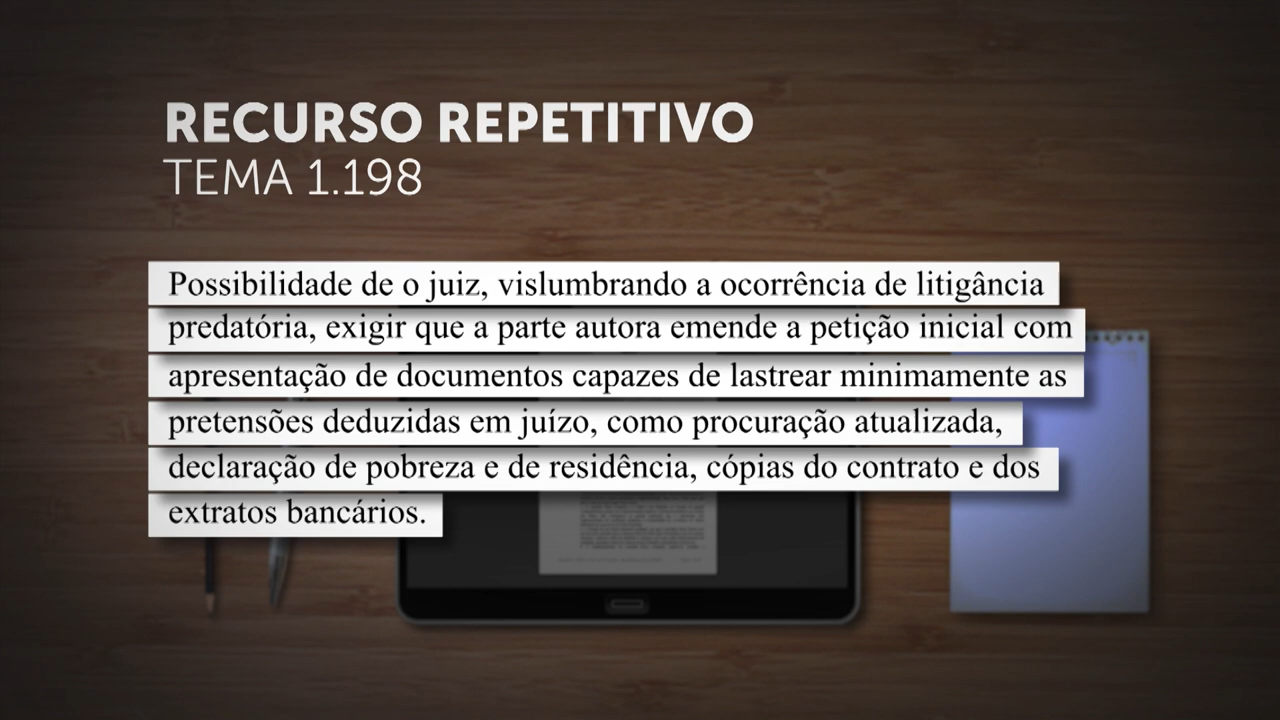 RECURSO REPETITIVO
TEMA 1.198
Possibilidade de o juiz, vislumbrando a ocorrência de litigância
predatória, exigir que a parte autora emende a petição inicial com
apresentação de documentos capazes de lastrear minimamente as
pretensões deduzidas em juízo, como procuração atualizada,
declaração de pobreza e de residência, cópias do contrato e dos
extratos bancários.